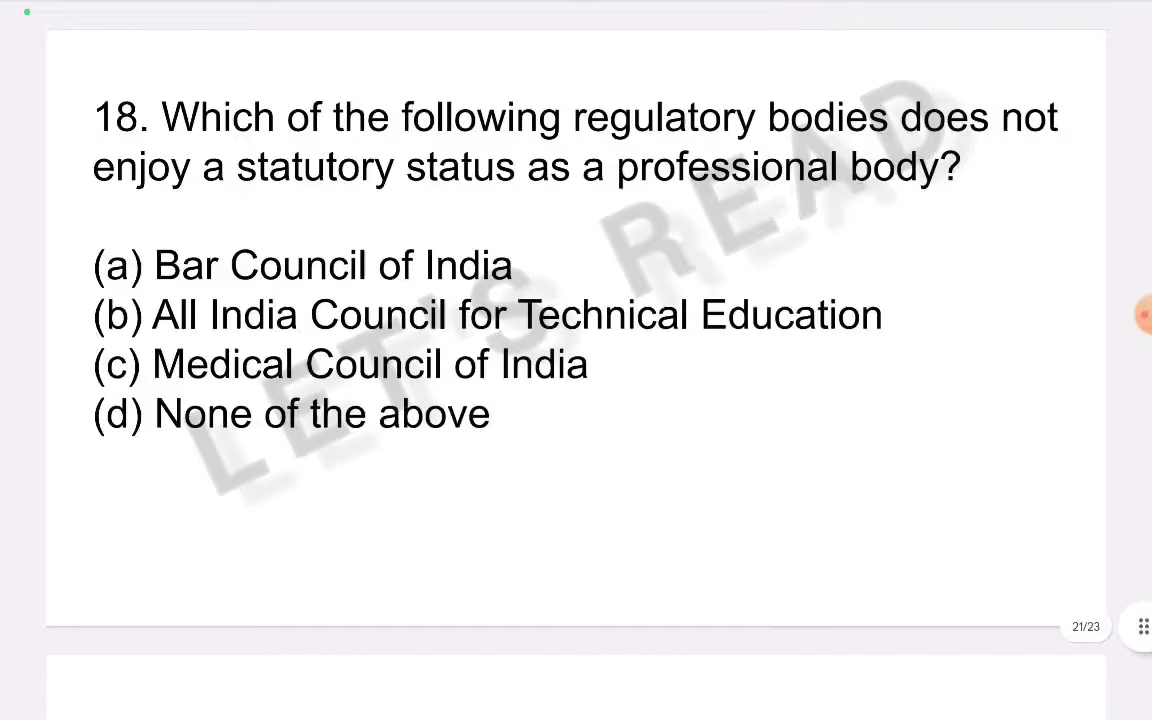 18. Which of the following regulatory bodies does not
enjoy a statutory status as a professional body?
(a) Bar Council of India
(b) All India Council for Technical Education
(c) Medical Council of India
(d) None of the above
LET'S READ
21/23